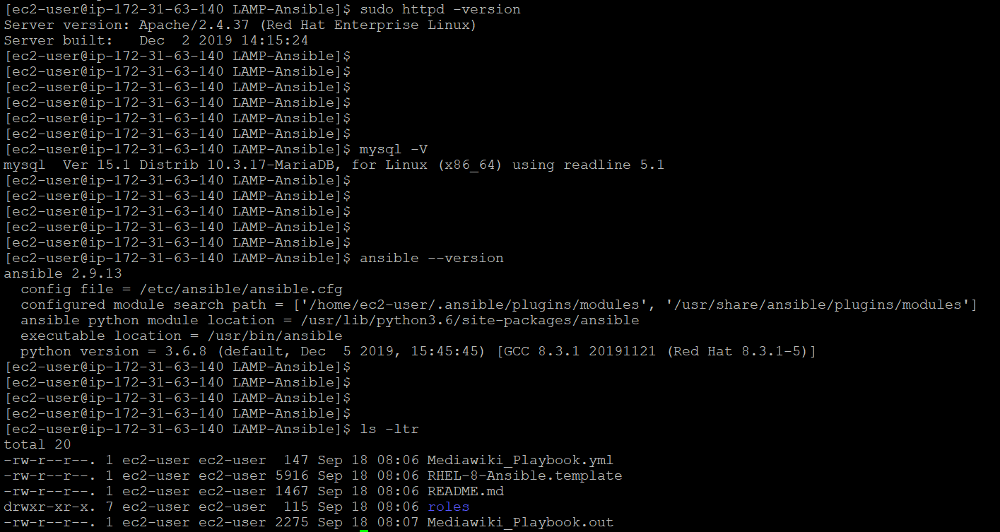 [ec2-user@ip-172-31-63-140 LAMP-Ansible]$ sudo httpd -version
Server version: Apache/2.4.37 (Red Hat Enterprise Linux)
Server built:   Dec  2 2019 14:15:24
[ec2-user@ip-172-31-63-140 LAMP-Ansible]$
[ec2-user@ip-172-31-63-140 LAMP-Ansible]$
[ec2-user@ip-172-31-63-140 LAMP-Ansible]$
[ec2-user@ip-172-31-63-140 LAMP-Ansible]$
[ec2-user@ip-172-31-63-140 LAMP-Ansible]$
[ec2-user@ip-172-31-63-140 LAMP-Ansible]$
[ec2-user@ip-172-31-63-140 LAMP-Ansible]$ mysql -V
mysql  Ver 15.1 Distrib 10.3.17-MariaDB, for Linux (x86_64) using readline 5.1
[ec2-user@ip-172-31-63-140 LAMP-Ansible]$
[ec2-user@ip-172-31-63-140 LAMP-Ansible]$
[ec2-user@ip-172-31-63-140 LAMP-Ansible]$
[ec2-user@ip-172-31-63-140 LAMP-Ansible]$
[ec2-user@ip-172-31-63-140 LAMP-Ansible]$
[ec2-user@ip-172-31-63-140 LAMP-Ansible]$ ansible --version
ansible 2.9.13
  config file = /etc/ansible/ansible.cfg
  configured module search path = ['/home/ec2-user/.ansible/plugins/modules', '/usr/share/ansible/plugins/modules']
  ansible python module location = /usr/lib/python3.6/site-packages/ansible
  executable location = /usr/bin/ansible
  python version = 3.6.8 (default, Dec  5 2019, 15:45:45) [GCC 8.3.1 20191121 (Red Hat 8.3.1-5)]
[ec2-user@ip-172-31-63-140 LAMP-Ansible]$
[ec2-user@ip-172-31-63-140 LAMP-Ansible]$
[ec2-user@ip-172-31-63-140 LAMP-Ansible]$
[ec2-user@ip-172-31-63-140 LAMP-Ansible]$
[ec2-user@ip-172-31-63-140 LAMP-Ansible]$ ls -ltr
total 20
-rw-r--r--. 1 ec2-user ec2-user  147 Sep 18 08:06 Mediawiki_Playbook.yml
-rw-r--r--. 1 ec2-user ec2-user 5916 Sep 18 08:06 RHEL-8-Ansible.template
-rw-r--r--. 1 ec2-user ec2-user 1467 Sep 18 08:06 README.md
drwxr-xr-x. 7 ec2-user ec2-user  115 Sep 18 08:06 roles
-rw-r--r--. 1 ec2-user ec2-user 2275 Sep 18 08:07 Mediawiki_Playbook.out